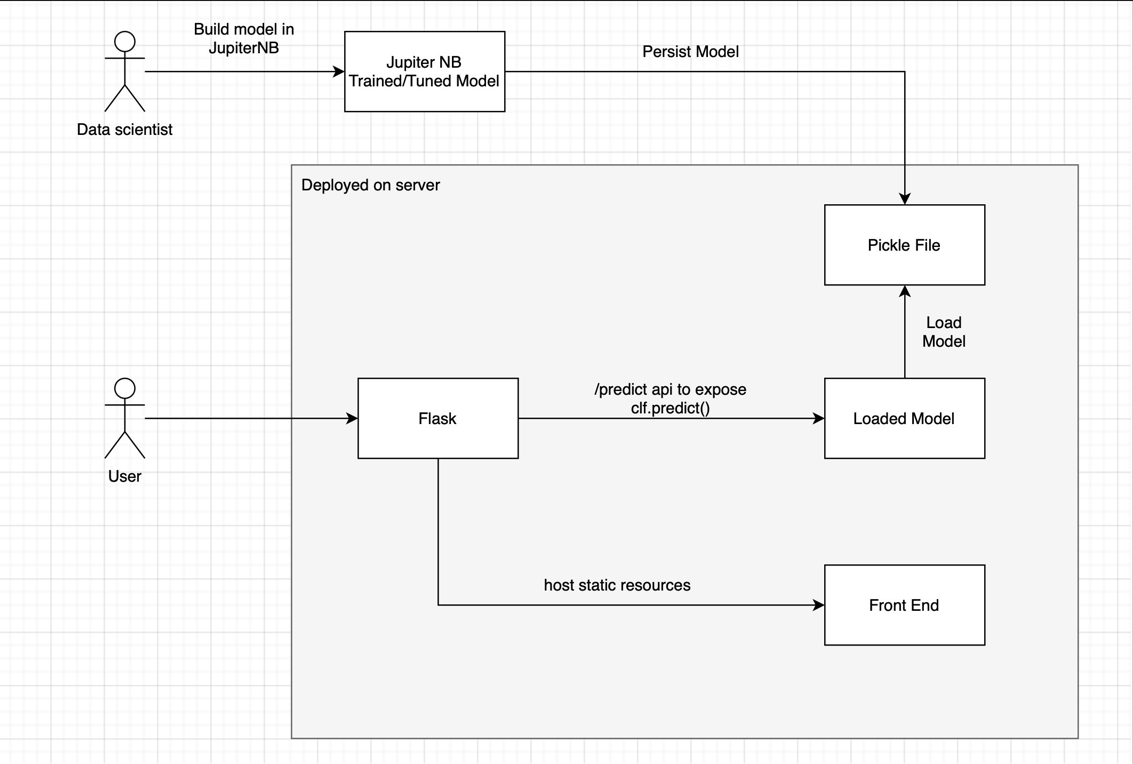 Build model in
JupiterNB
Jupiter NB
Trained/Tuned Model
Persist Model
Data scientist
Deployed on server
Pickle File
Load
Model
/predict api to expose
clf.predict()
Flask
Loaded Model
User
host static resources
Front End